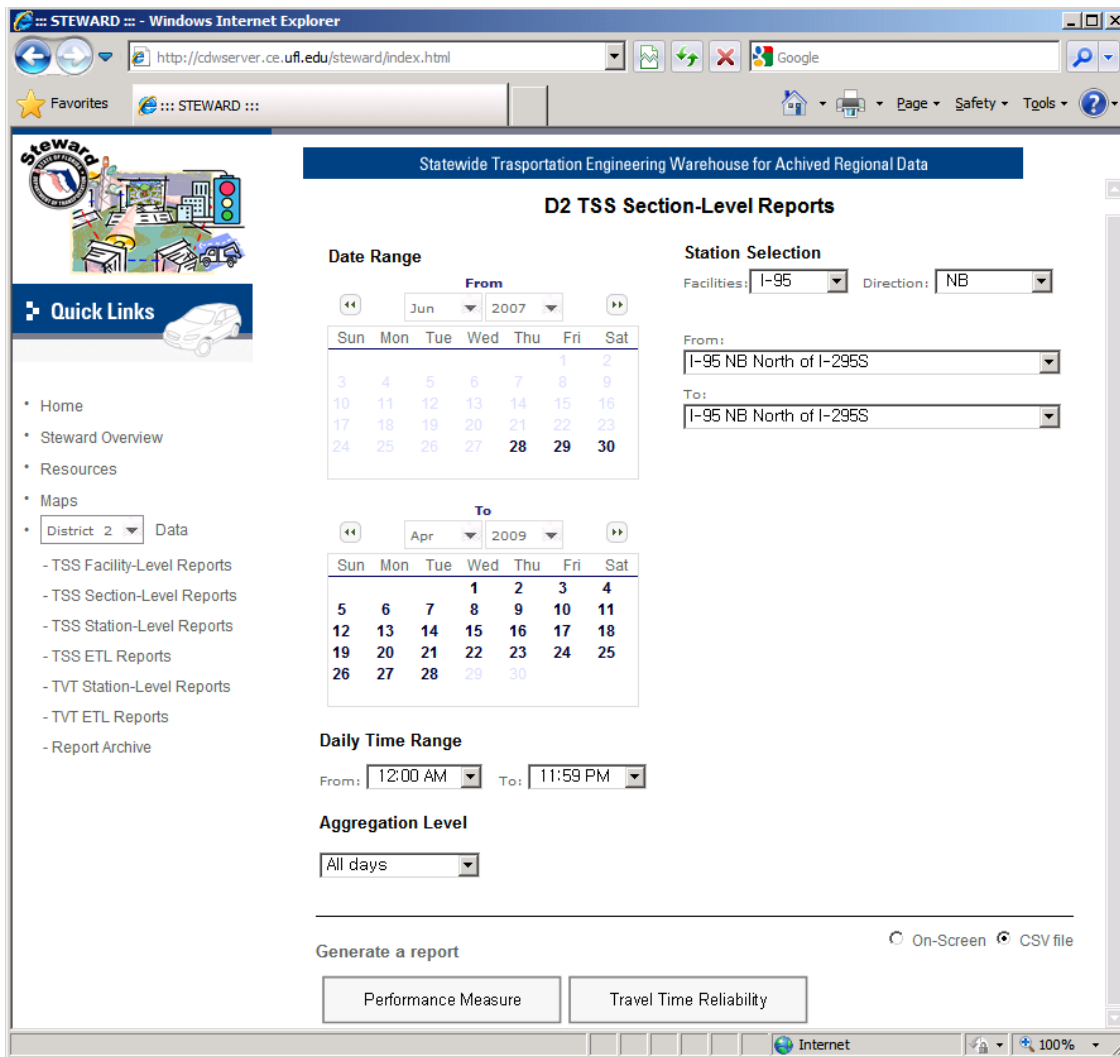 ::: STEWARD ::: - Windows Internet Explorer
http://cdwserver.ce.ufl.edu/steward/index.html
Google
Favorites
::: STEWARD :::
Page
Safety
Tools
Steward
Statewide Trasportation Engineering Warehouse for Achived Regional Data
D2 TSS Section-Level Reports
Quick Links
Home
Steward Overview
Resources
Maps
District 2 Data
- TSS Facility-Level Reports
- TSS Section-Level Reports
- TSS Station-Level Reports
- TSS ETL Reports
- TVT Station-Level Reports
- TVT ETL Reports
- Report Archive
Date Range
From
Jun 2007
Sun Mon Tue Wed Thu Fri Sat
1 2
3 4 5 6 7 8 9
10 11 12 13 14 15 16
17 18 19 20 21 22 23
24 25 26 27 28 29 30
To
Apr 2009
Sun Mon Tue Wed Thu Fri Sat
1 2 3 4
5 6 7 8 9 10 11
12 13 14 15 16 17 18
19 20 21 22 23 24 25
26 27 28 29 30
Station Selection
Facilities: I-95 Direction: NB
From:
I-95 NB North of I-295S
To:
I-95 NB North of I-295S
Daily Time Range
From: 12:00 AM To: 11:59 PM
Aggregation Level
All days
Generate a report
On-Screen CSV file
Performance Measure
Travel Time Reliability
Internet
100%